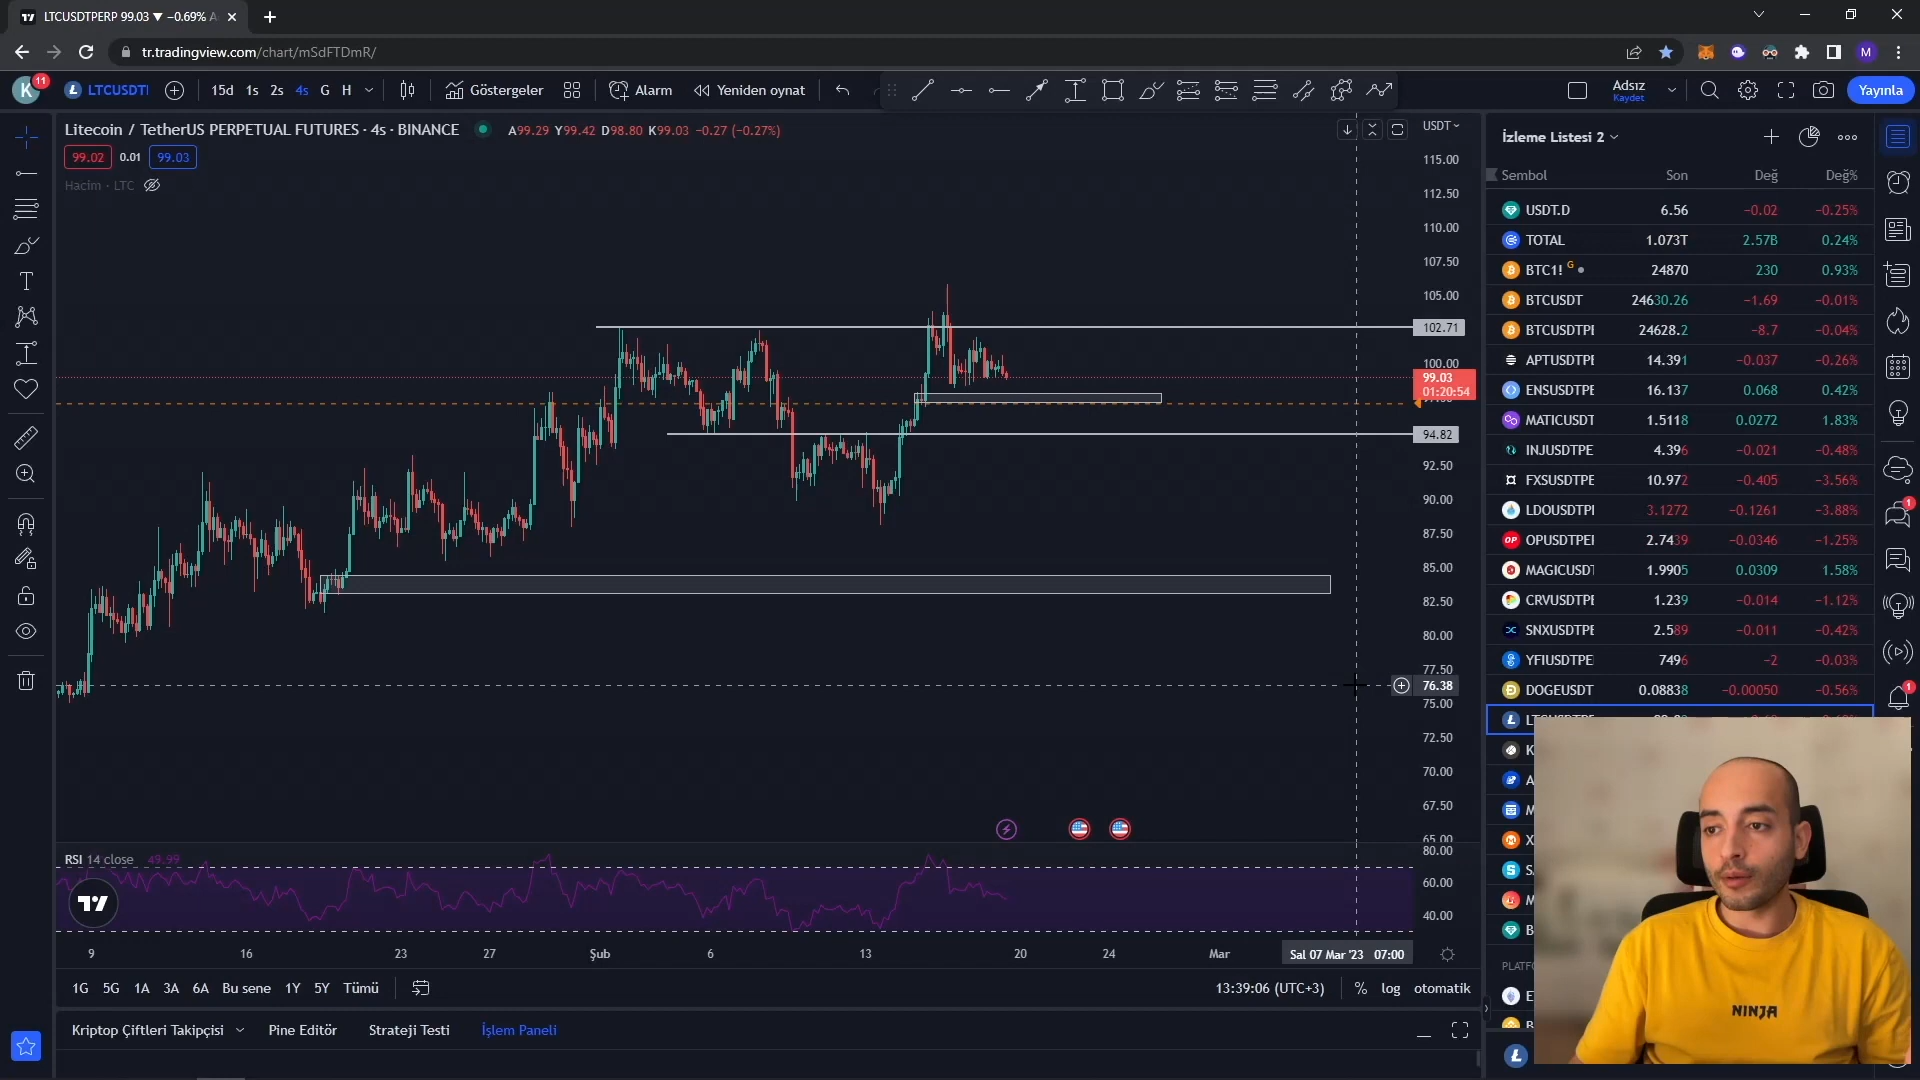 LTCUSDTPERP 99.03 ▼ −0.69%
tr.tradingview.com/chart/mSdFTDmR/
K 11
LTCUSDT
15d 1s 2s 4s G H
Göstergeler
Alarm
Yeniden oynat
Adsız
Kaydet
Yayınla
Litecoin / TetherUS PERPETUAL FUTURES · 4s · BINANCE
A99.29 Y99.42 D98.80 K99.03 −0.27 (−0.27%)
99.02 0.01 99.03
Hacim · LTC
USDT
115.00
112.50
110.00
107.50
105.00
102.71
100.00
99.03
01:20:54
94.82
92.50
90.00
87.50
85.00
82.50
80.00
77.50
76.38
75.00
72.50
70.00
67.50
65.00
RSI 14 close 49.99
80.00
60.00
40.00
9 16 23 27 Şub 6 13 20 24 Mar
Sal 07 Mar '23 07:00
1G 5G 1A 3A 6A Bu sene 1Y 5Y Tümü
13:39:06 (UTC+3) % log otomatik
Kriptop Çiftleri Takipçisi Pine Editör Strateji Testi İşlem Paneli
İzleme Listesi 2
Sembol Son Değ Değ%
USDT.D 6.56 −0.02 −0.25%
TOTAL 1.073T 2.57B 0.24%
BTC1! G 24870 230 0.93%
BTCUSDT 24630.26 −1.69 −0.01%
BTCUSDTPE 24628.2 −8.7 −0.04%
APTUSDTPE 14.391 −0.037 −0.26%
ENSUSDTPE 16.137 0.068 0.42%
MATICUSDT 1.5118 0.0272 1.83%
INJUSDTPE 4.396 −0.021 −0.48%
FXSUSDTPE 10.972 −0.405 −3.56%
LDOUSDTPE 3.1272 −0.1261 −3.88%
OPUSDTPE 2.7439 −0.0346 −1.25%
MAGICUSDT 1.9905 0.0309 1.58%
CRVUSDTPE 1.239 −0.014 −1.12%
SNXUSDTPE 2.589 −0.011 −0.42%
YFIUSDTPE 7496 −2 −0.03%
DOGEUSDT 0.08838 −0.00050 −0.56%
NINJA